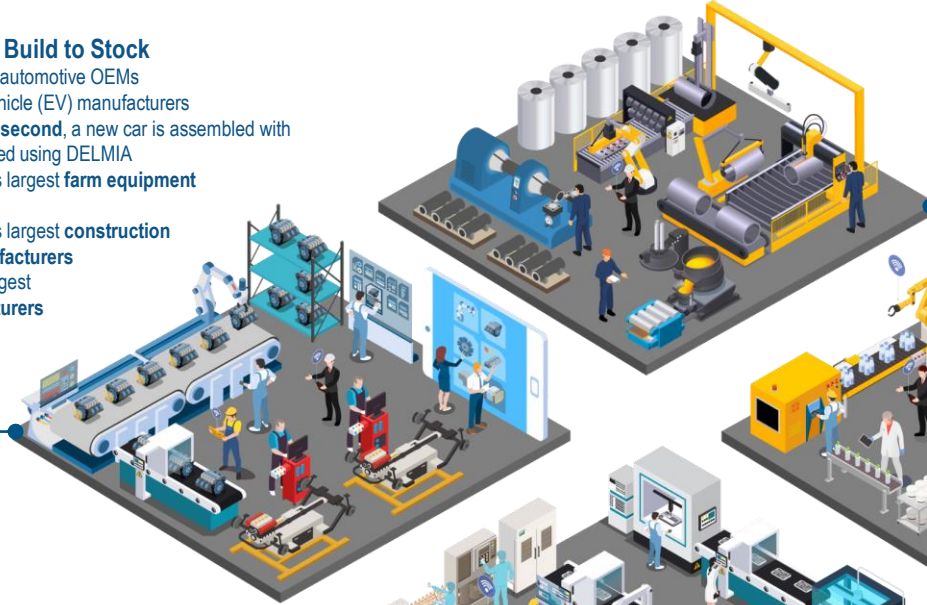 Build to Stock
automotive OEMs
hicle (EV) manufacturers
second, a new car is assembled with
ed using DELMIA
s largest farm equipment
s largest construction
facturers
gest
turers